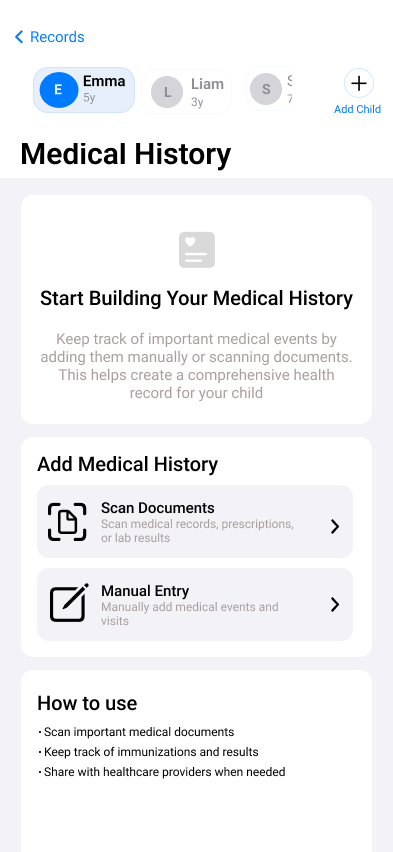 Records
E
Emma
5y
L
Liam
3y
S
S
7
Add Child
Medical History
Start Building Your Medical History
Keep track of important medical events by
adding them manually or scanning documents.
This helps create a comprehensive health
record for your child
Add Medical History
Scan Documents
Scan medical records, prescriptions,
or lab results
Manual Entry
Manually add medical events and
visits
How to use
· Scan important medical documents
· Keep track of immunizations and results
· Share with healthcare providers when needed